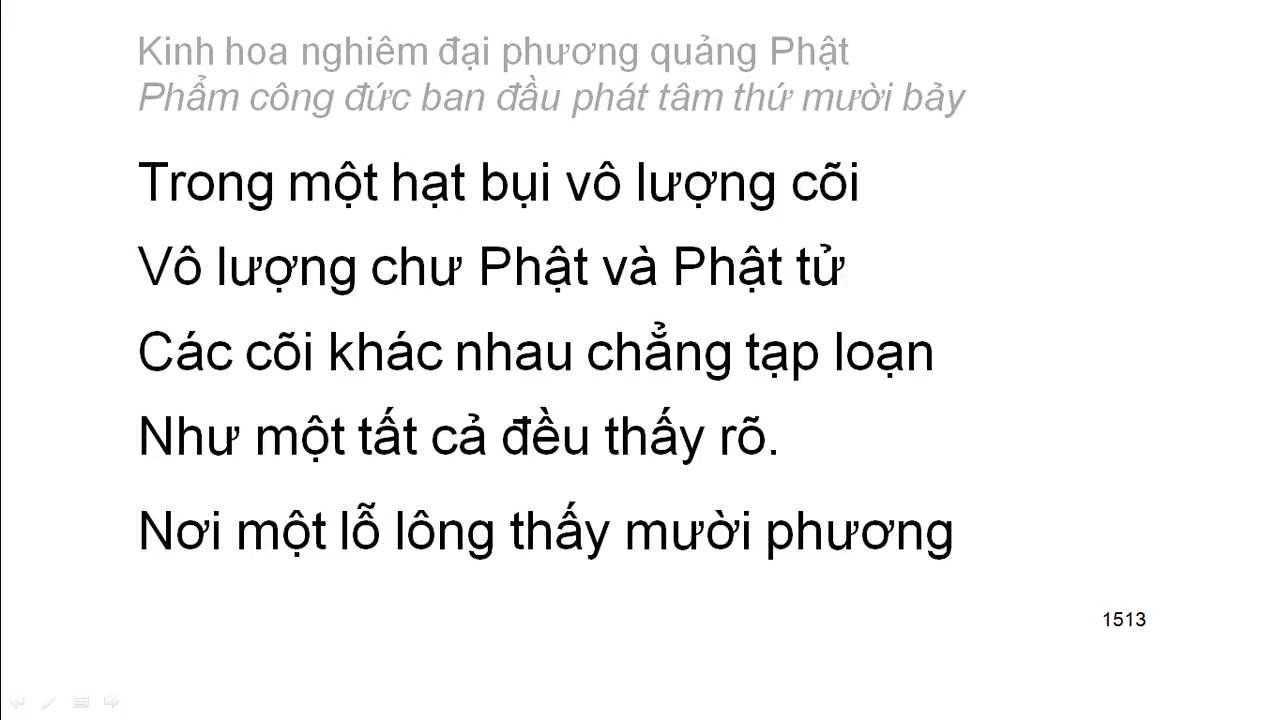 Kinh hoa nghiêm đại phương quảng Phật
Phẩm công đức ban đầu phát tâm thứ mười bảy
Trong một hạt bụi vô lượng cõi
Vô lượng chư Phật và Phật tử
Các cõi khác nhau chẳng tạp loạn
Như một tất cả đều thấy rõ.
Nơi một lỗ lông thấy mười phương
1513